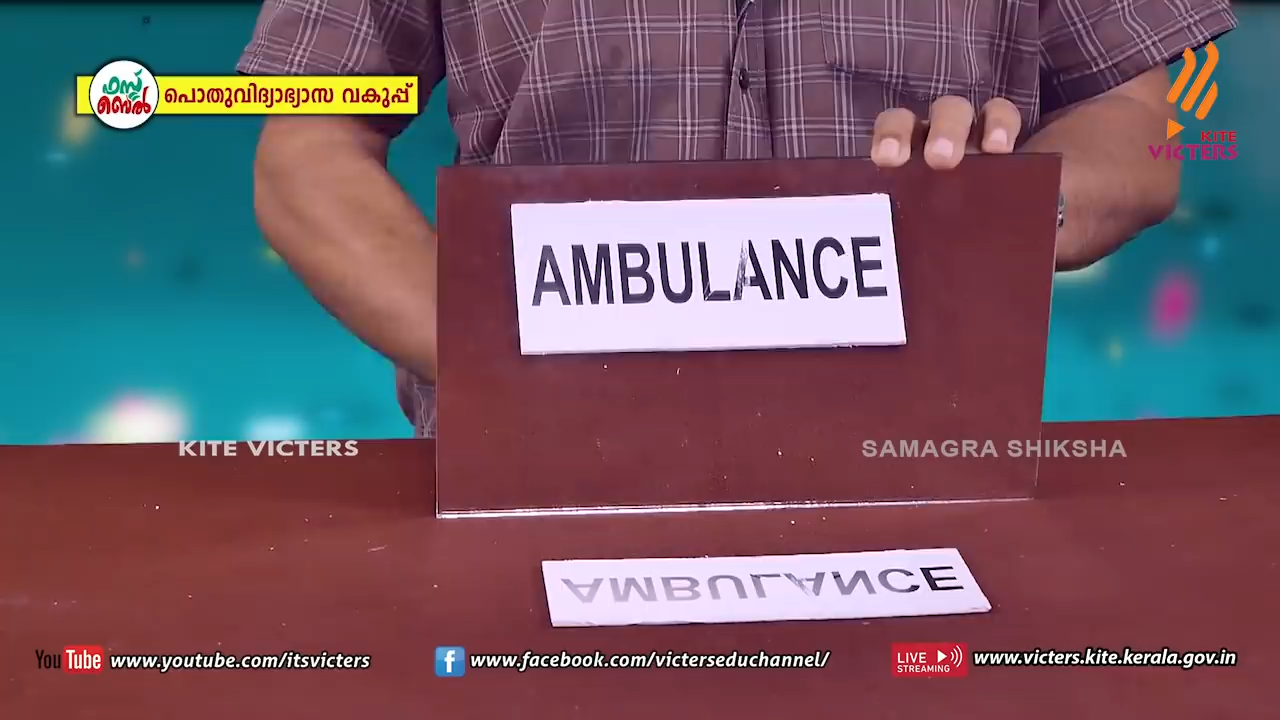 ഫസ്റ്റ്
ബെൽ
പൊതുവിദ്യാഭ്യാസ വകുപ്പ്
KITE
VICTERS
AMBULANCE
KITE VICTERS
SAMAGRA SHIKSHA
AMBULANCE
YouTube www.youtube.com/itsvicters
f www.facebook.com/victerseduchannel/
LIVE STREAMING www.victers.kite.kerala.gov.in